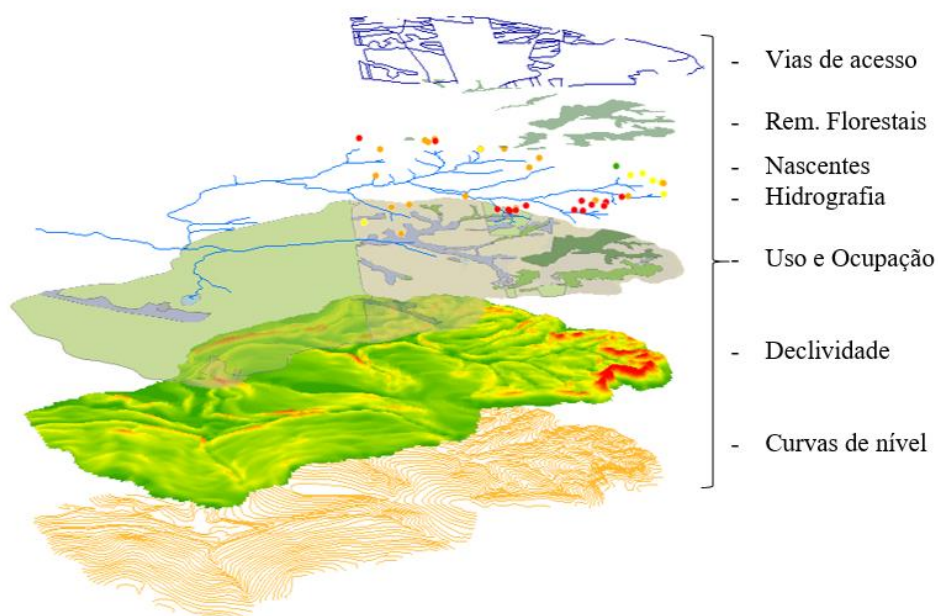 - Vias de acesso
- Rem. Florestais
- Nascentes
- Hidrografia
- Uso e Ocupação
- Declividade
- Curvas de nível